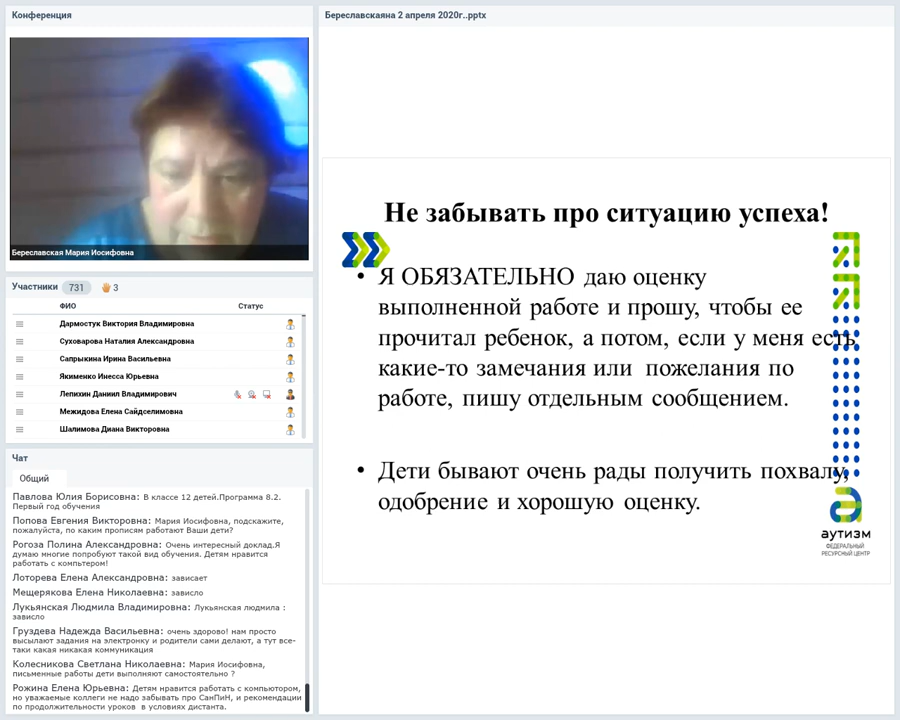 Конференция
Береславская Мария Иосифовна
Участники 731 3
ФИО Статус
Дармостук Виктория Владимировна
Суховарова Наталия Александровна
Сапрыкина Ирина Васильевна
Якименко Инесса Юрьевна
Лепихин Даниил Владимирович
Межидова Елена Сайдселимовна
Шалимова Диана Викторовна
Чат
Общий
Павлова Юлия Борисовна: В классе 12 детей.Программа 8.2.
Первый год обучения
Попова Евгения Викторовна: Мария Иосифовна, подскажите,
пожалуйста, по каким прописям работают Ваши дети?
Рогоза Полина Александровна: Очень интересный доклад.Я
думаю многие попробуют такой вид обучения. Детям нравится
работать с компьтером!
Лоторева Елена Александровна: зависает
Мещерякова Елена Николаевна: зависло
Лукьянская Людмила Владимировна: Лукьянская людмила :
зависло
Груздева Надежда Васильевна: очень здорово! нам просто
высылают задания на электронку и родители сами делают, а тут все-
таки какая никакая коммуникация
Колесникова Светлана Николаевна: Мария Иосифовна,
письменные работы дети выполняют самостоятельно ?
Рожина Елена Юрьевна: Детям нравится работать с компьютором,
но уважаемые коллеги не надо забывать про СанПиН, и рекомендации
по продолжительности уроков в условиях дистанта.
Береславскаяна 2 апреля 2020г..pptx
Не забывать про ситуацию успеха!
• Я ОБЯЗАТЕЛЬНО даю оценку
выполненной работе и прошу, чтобы ее
прочитал ребенок, а потом, если у меня есть
какие-то замечания или пожелания по
работе, пишу отдельным сообщением.
• Дети бывают очень рады получить похвалу,
одобрение и хорошую оценку.
аутизм
ФЕДЕРАЛЬНЫЙ
РЕСУРСНЫЙ ЦЕНТР